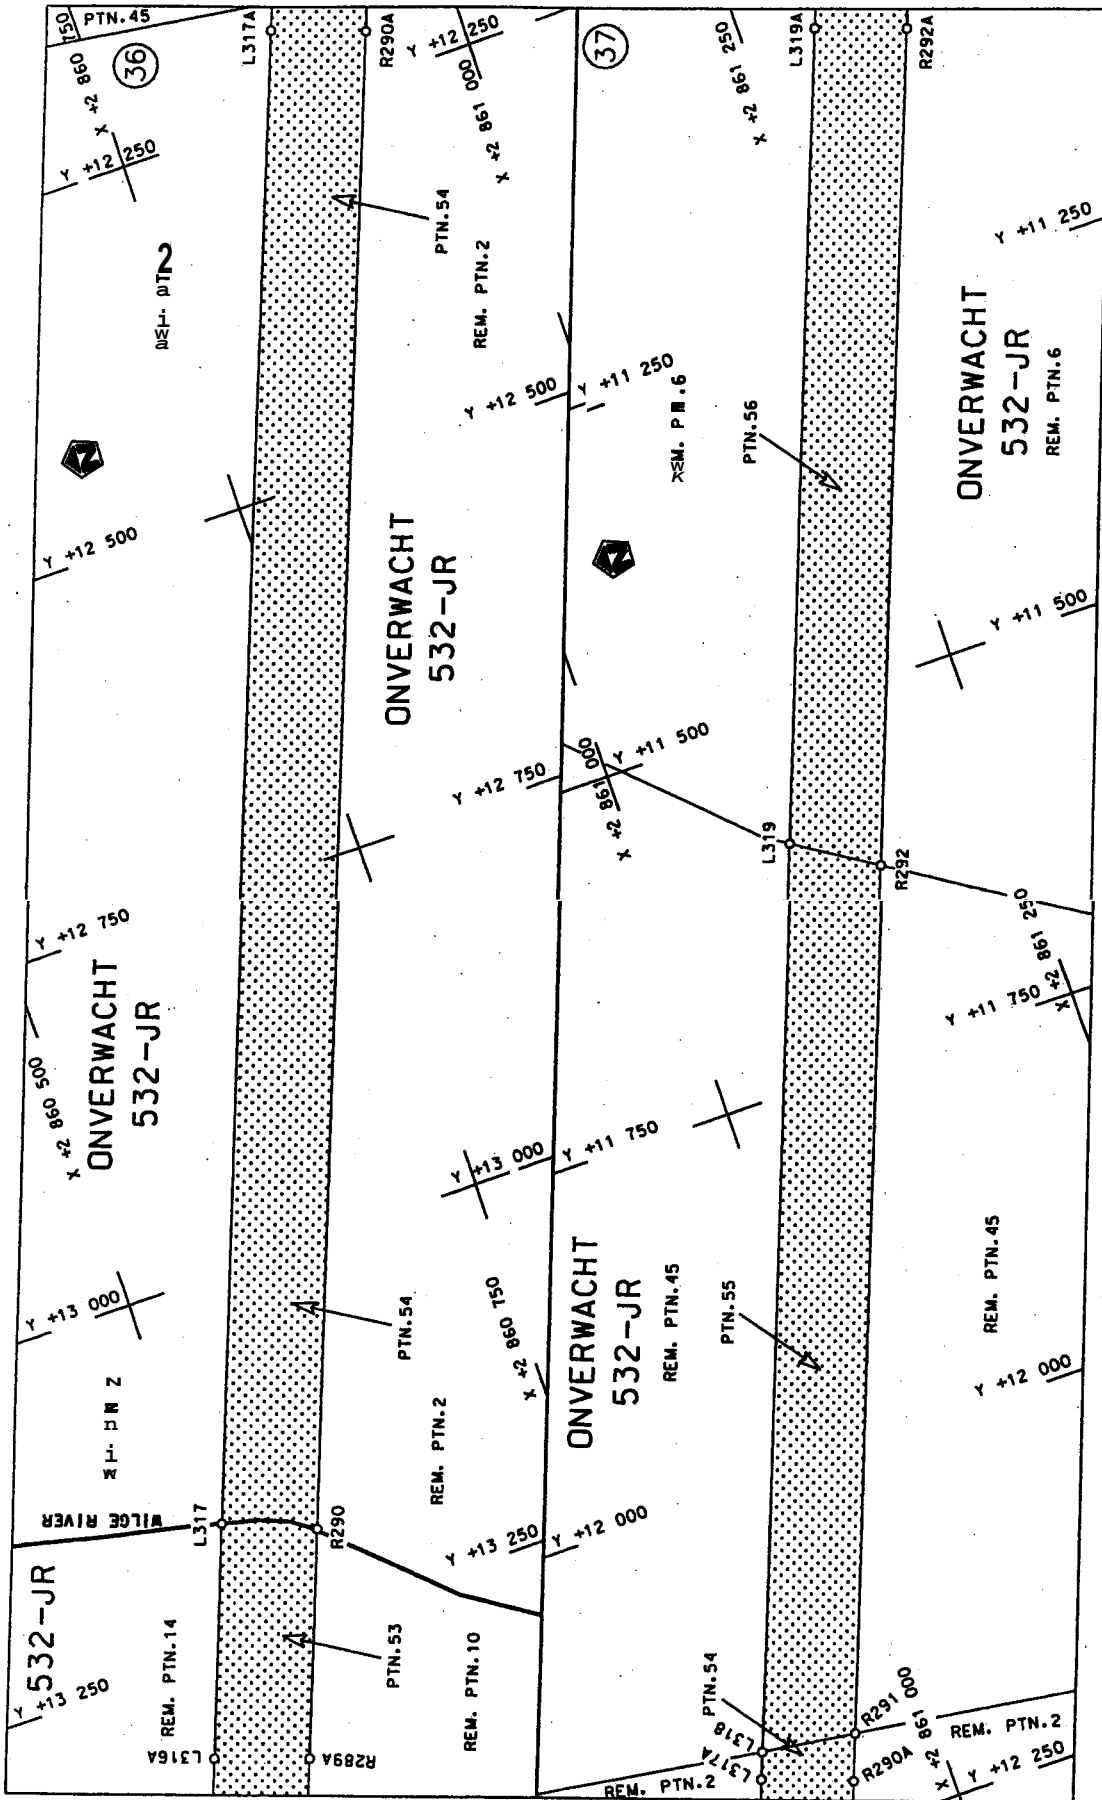 PTN.45
36
X +2 860 750
Y +12 250
L317A
R290A
Y +12 250
X +2 861 000
2
PTN.54
REM. PTN.2
Y +12 500
Y +12 500
ONVERWACHT
532-JR
Y +12 750
Y +12 750
X +2 860 500
ONVERWACHT
532-JR
Y +13 000
Y +13 000
X +2 860 750
PTN.54
REM. PTN.2
WILGE RIVER
L317
R290
Y +13 250
532-JR
Y +13 250
REM. PTN.14
L316A
PTN.53
REM. PTN.10
R289A
37
X +2 861 250
L319A
R292A
Y +11 250
Y +11 250
PTN.56
ONVERWACHT
532-JR
REM. PTN.6
Y +11 500
Y +11 500
X +2 861 000
L319
R292
X +2 861 250
Y +11 750
Y +11 750
ONVERWACHT
532-JR
REM. PTN.45
PTN.55
REM. PTN.45
Y +12 000
Y +12 000
PTN.54
L318
L317A
R291
R290A
X +2 861 000
REM. PTN.2
REM. PTN.2
Y +12 250